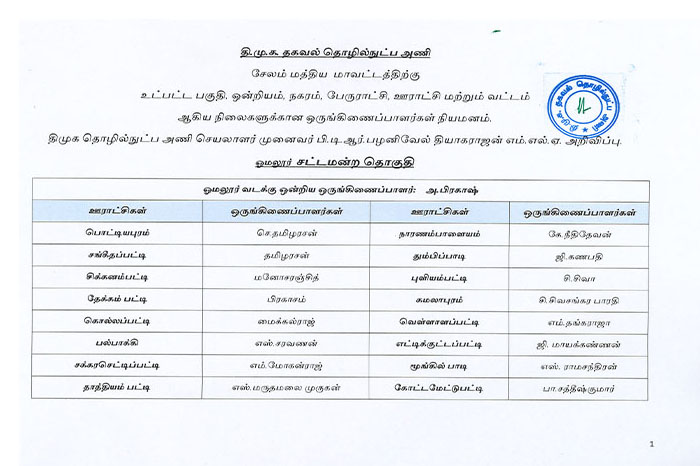 தி.மு.க. தகவல் தொழில்நுட்ப அணி
சேலம் மத்திய மாவட்டத்திற்கு
உட்பட்ட பகுதி, ஒன்றியம், நகரம், பேரூராட்சி, ஊராட்சி மற்றும் வட்டம்
ஆகிய நிலைகளுக்கான ஒருங்கிணைப்பாளர்கள் நியமனம்.
திமுக தொழில்நுட்ப அணி செயலாளர் முனைவர் பி.டி.ஆர்.பழனிவேல் தியாகராஜன் எம்.எல்.ஏ. அறிவிப்பு.
ஓமலூர் சட்டமன்ற தொகுதி
ஓமலூர் வடக்கு ஒன்றிய ஒருங்கிணைப்பாளர்: அ.பிரகாஷ்
ஊராட்சிகள் ஒருங்கிணைப்பாளர்கள் ஊராட்சிகள் ஒருங்கிணைப்பாளர்கள்
பொட்டியபுரம் செ.தமிழரசன் நாரணம்பாளையம் கே.நீதிதேவன்
சங்கீதப்பட்டி தமிழரசன் தும்பிப்பாடி ஜி.கணபதி
சிக்கனம்பட்டி மனோசரஞ்சித் புளியம்பட்டி சி.சிவா
தேக்கம் பட்டி பிரகாசம் கமலாபுரம் சி.சிவசங்கர பாரதி
கொல்லப்பட்டி மைக்கல்ராஜ் வெள்ளாளப்பட்டி எம்.தங்கராஜா
பல்பாக்கி எஸ்.சரவணன் எட்டிக்குட்டப்பட்டி ஜி. மாயக்கண்ணன்
சக்கரசெட்டிப்பட்டி எம்.மோகன்ராஜ் மூங்கில் பாடி எஸ். ராமசந்திரன்
தாத்தியம் பட்டி எஸ்.மருதமலை முருகன் கோட்டமேட்டுபட்டி பா.சத்தீஷ்குமார்
1